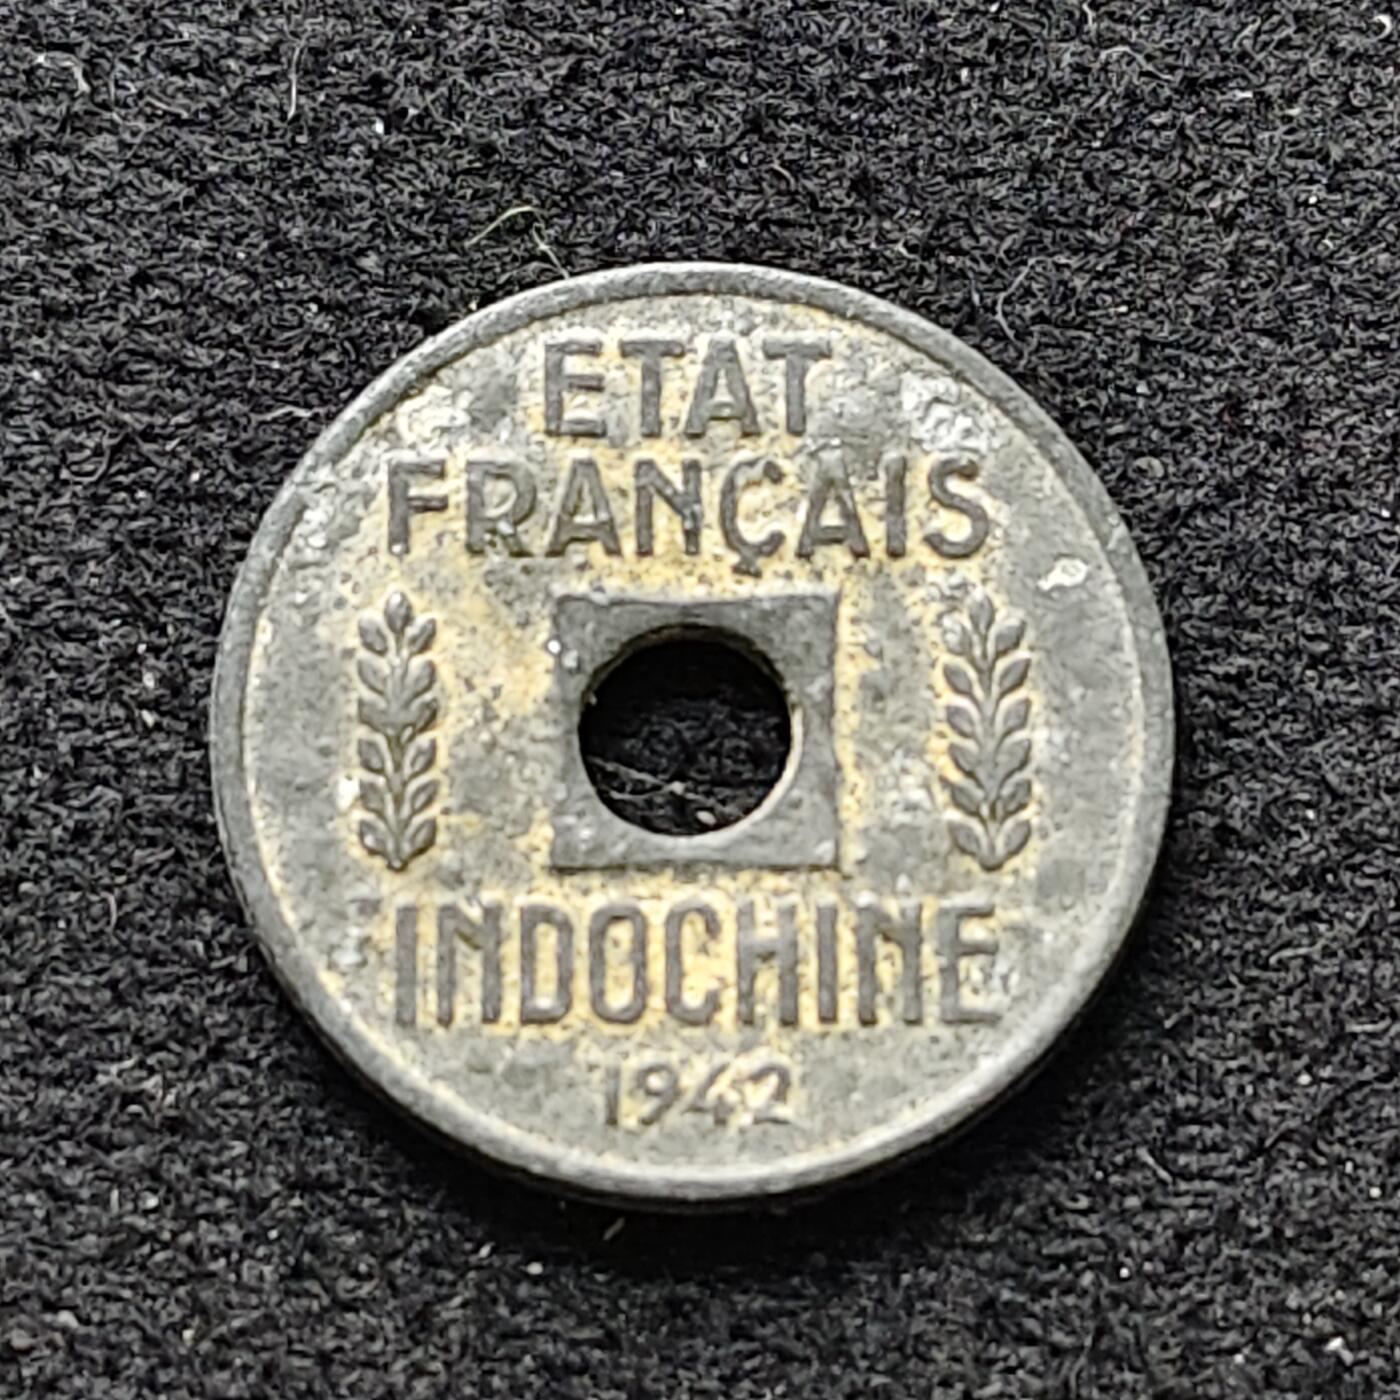 ETAT
FRANÇAIS
INDOCHINE
1942